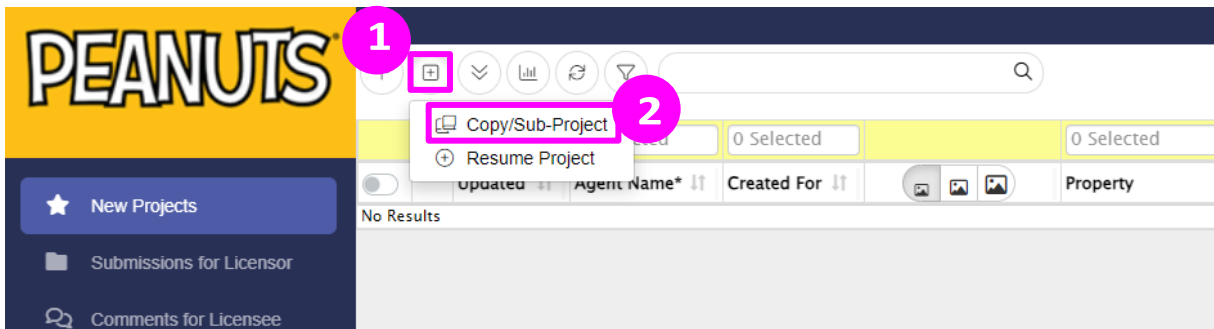 PEANUTS
1
2
Copy/Sub-Project
0 Selected
0 Selected
Resume Project
Updated Agent Name* Created For Property
New Projects
No Results
Submissions for Licensor
Comments for Licensee